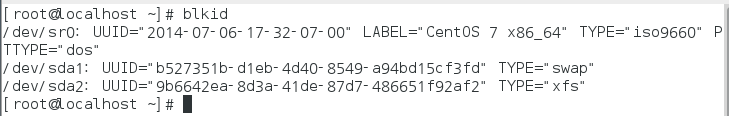 [root@localhost ~]# blkid
/dev/sr0: UUID="2014-07-06-17-32-07-00" LABEL="CentOS 7 x86_64" TYPE="iso9660" P
TTYPE="dos"
/dev/sda1: UUID="b527351b-d1eb-4d40-8549-a94bd15cf3fd" TYPE="swap"
/dev/sda2: UUID="9b6642ea-8d3a-41de-87d7-486651f92af2" TYPE="xfs"
[root@localhost ~]#